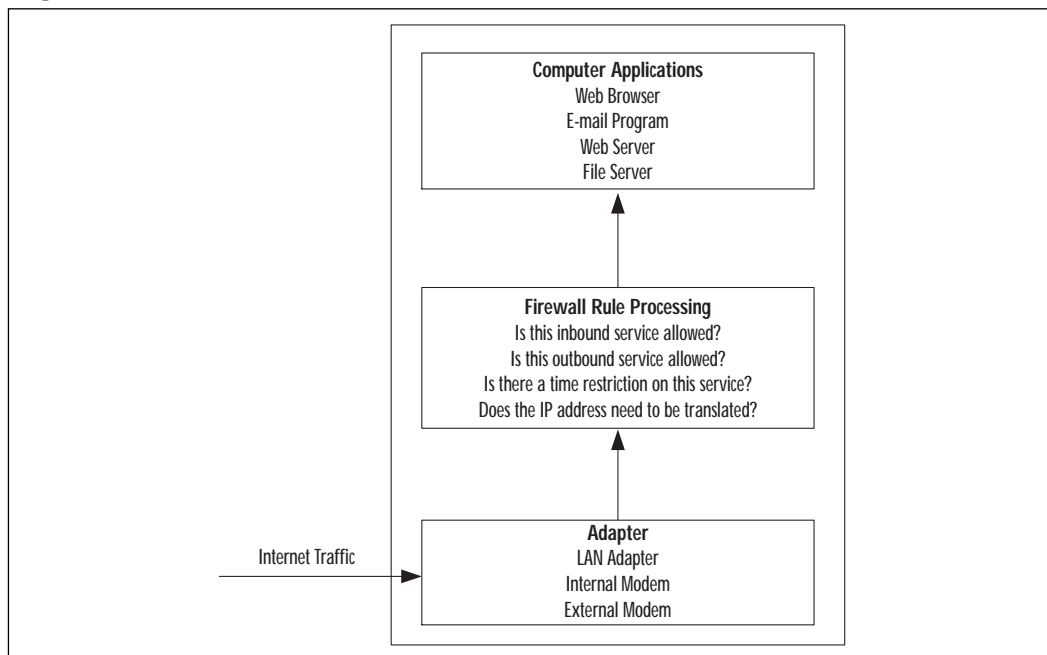 Computer Applications
Web Browser
E-mail Program
Web Server
File Server
Firewall Rule Processing
Is this inbound service allowed?
Is this outbound service allowed?
Is there a time restriction on this service?
Does the IP address need to be translated?
Internet Traffic
Adapter
LAN Adapter
Internal Modem
External Modem